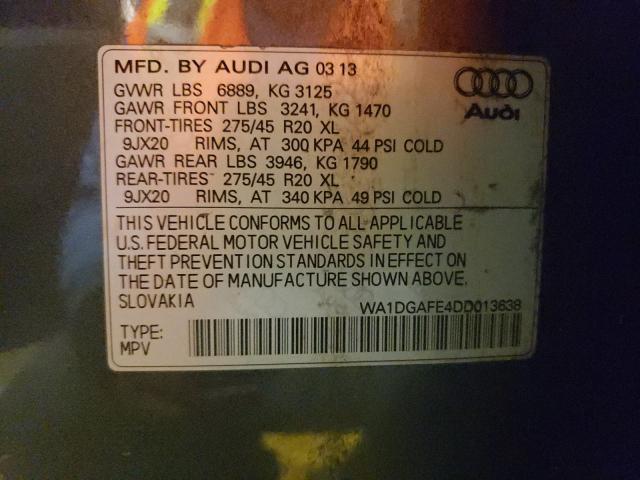 MFD. BY AUDI AG 03 13
GVWR LBS 6889, KG 3125
GAWR FRONT LBS 3241, KG 1470
FRONT-TIRES 275/45 R20 XL
9JX20 RIMS, AT 300 KPA 44 PSI COLD
GAWR REAR LBS 3946, KG 1790
REAR-TIRES 275/45 R20 XL
9JX20 RIMS, AT 340 KPA 49 PSI COLD
Audi
THIS VEHICLE CONFORMS TO ALL APPLICABLE
U.S. FEDERAL MOTOR VEHICLE SAFETY AND
THEFT PREVENTION STANDARDS IN EFFECT ON
THE DATE OF MANUFACTURE SHOWN ABOVE.
SLOVAKIA
WA1DGAFE4DD013638
TYPE:
MPV